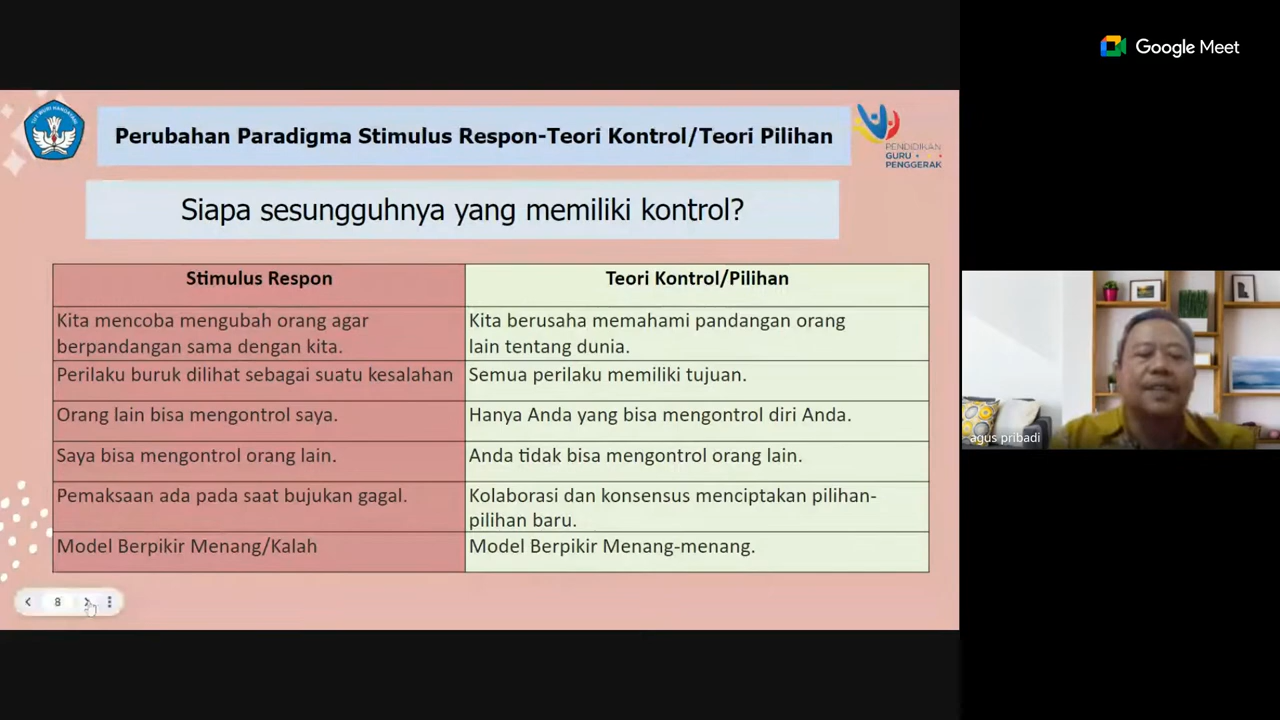 Google Meet
TUT WURI HANDAYANI
Perubahan Paradigma Stimulus Respon-Teori Kontrol/Teori Pilihan
PENDIDIKAN
GURU
PENGGERAK
Siapa sesungguhnya yang memiliki kontrol?
Stimulus Respon
Teori Kontrol/Pilihan
Kita mencoba mengubah orang agar
berpandangan sama dengan kita.
Kita berusaha memahami pandangan orang
lain tentang dunia.
Perilaku buruk dilihat sebagai suatu kesalahan
Semua perilaku memiliki tujuan.
Orang lain bisa mengontrol saya.
Hanya Anda yang bisa mengontrol diri Anda.
Saya bisa mengontrol orang lain.
Anda tidak bisa mengontrol orang lain.
Pemaksaan ada pada saat bujukan gagal.
Kolaborasi dan konsensus menciptakan pilihan-
pilihan baru.
Model Berpikir Menang/Kalah
Model Berpikir Menang-menang.
8
agus pribadi